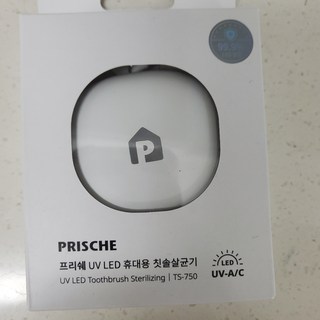 P
PRISCHE
프리쉐 UV LED 휴대용 칫솔살균기
UV LED Toothbrush Sterilizing | TS-750
LED
UV-A/C